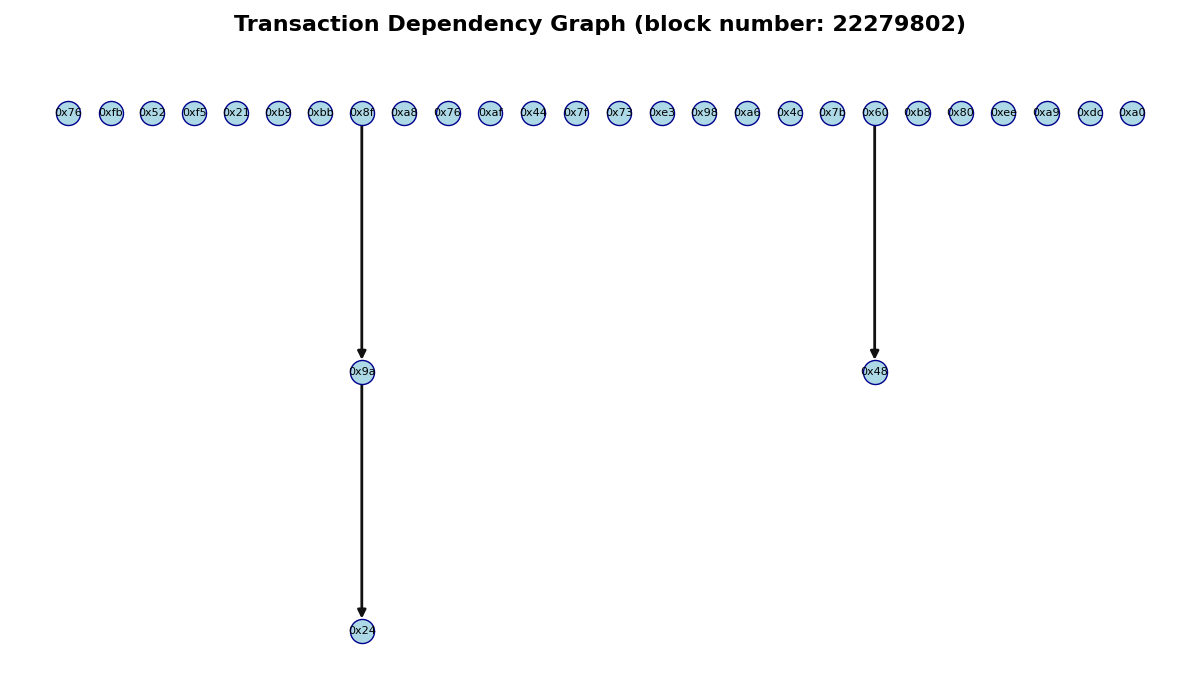 Transaction Dependency Graph (block number: 22279802)
0x76 0xfb 0x52 0xf5 0x21 0xb9 0xbb 0x8f 0xa8 0x76 0xaf 0x44 0x7f 0x73 0xe3 0x98 0xa6 0x4c 0x7b 0x60 0xb8 0x80 0xee 0xa9 0xdc 0xa0
0x9a 0x48
0x24